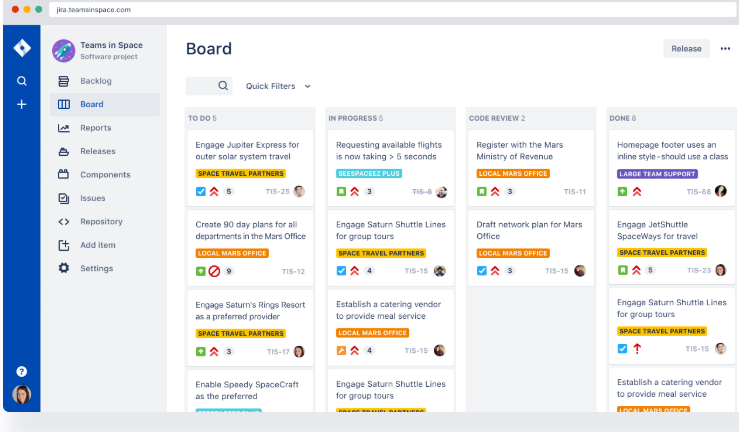 jira.teamsinspace.com
Teams in Space
Software project
Backlog
Board
Reports
Releases
Components
Issues
Repository
Add item
Settings
?
Board
Release
Quick Filters
TO DO 5
Engage Jupiter Express for
outer solar system travel
SPACE TRAVEL PARTNERS
5 TIS-25
Create 90 day plans for all
departments in the Mars Office
LOCAL MARS OFFICE
9 TIS-12
Engage Saturn's Rings Resort
as a preferred provider
SPACE TRAVEL PARTNERS
3 TIS-17
Enable Speedy SpaceCraft
as the preferred
SEESPACEEZ PLUS
IN PROGRESS 5
Requesting available flights
is now taking > 5 seconds
SEESPACEEZ PLUS
3 TIS-8
Engage Saturn Shuttle Lines
for group tours
SPACE TRAVEL PARTNERS
4 TIS-15
Establish a catering vendor
to provide meal service
LOCAL MARS OFFICE
4 TIS-15
Engage Saturn Shuttle Lines
for group tours
SPACE TRAVEL PARTNERS
CODE REVIEW 2
Register with the Mars
Ministry of Revenue
LOCAL MARS OFFICE
3 TIS-11
Draft network plan for Mars
Office
LOCAL MARS OFFICE
3 TIS-15
DONE 8
Homepage footer uses an
inline style-should use a class
LARGE TEAM SUPPORT
TIS-68
Engage JetShuttle
SpaceWays for travel
SPACE TRAVEL PARTNERS
5 TIS-23
Engage Saturn Shuttle Lines
for group tours
SPACE TRAVEL PARTNERS
TIS-15
Establish a catering vendor
to provide meal service
LOCAL MARS OFFICE